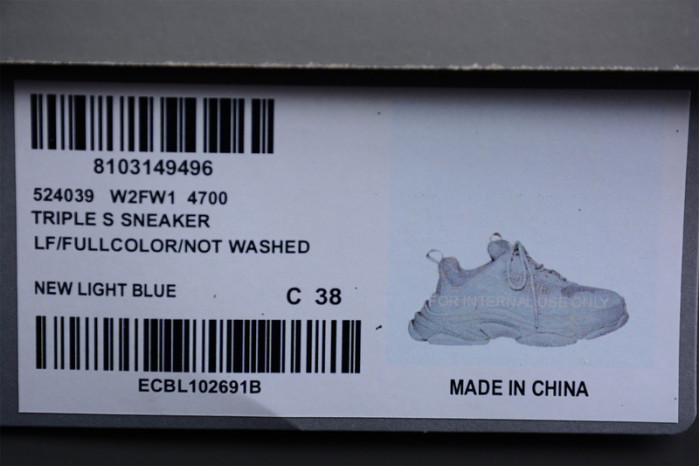 8103149496
524039 W2FW1 4700
TRIPLE S SNEAKER
LF/FULLCOLOR/NOT WASHED
NEW LIGHT BLUE
C 38
ECBL102691B
FOR INTERNAL USE ONLY
MADE IN CHINA